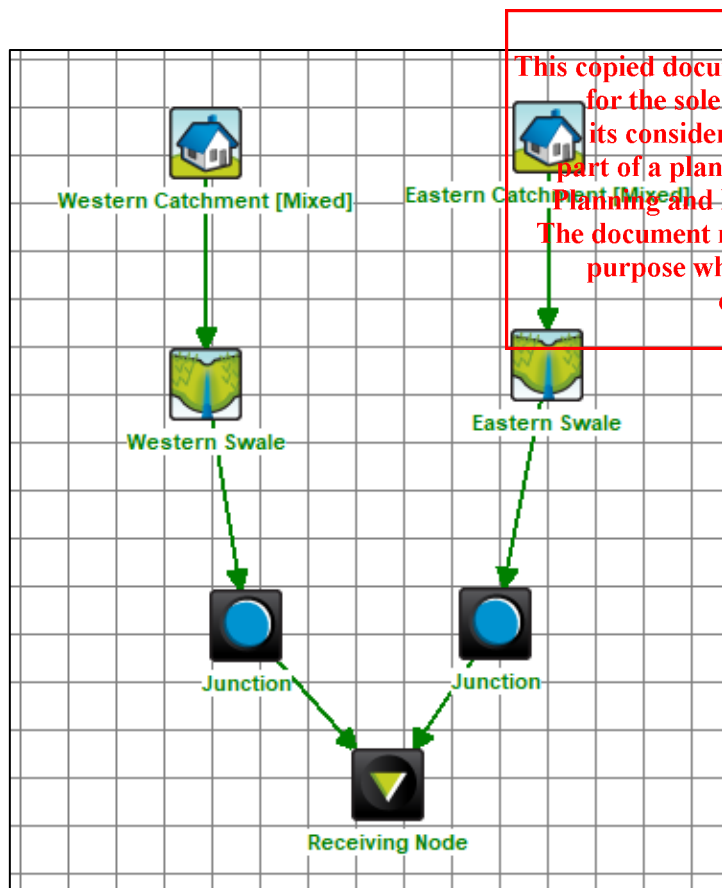 This copied docu
for the sole
its consider
part of a plan
Planning and
The document
purpose wh
Western Catchment [Mixed]
Eastern Catchment [Mixed]
Western Swale
Eastern Swale
Junction
Junction
Receiving Node